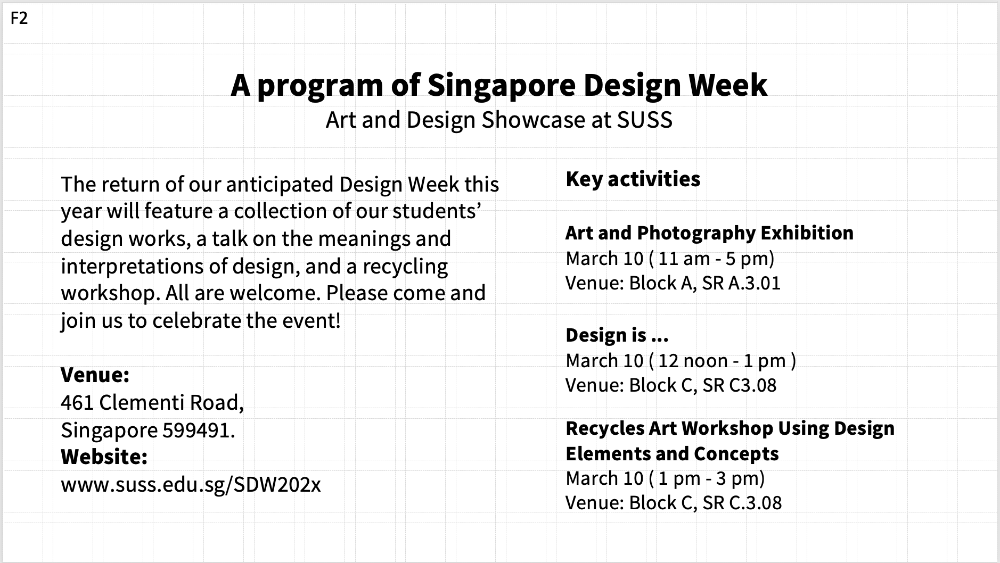 F2
A program of Singapore Design Week
Art and Design Showcase at SUSS
The return of our anticipated Design Week this
year will feature a collection of our students’
design works, a talk on the meanings and
interpretations of design, and a recycling
workshop. All are welcome. Please come and
join us to celebrate the event!
Venue:
461 Clementi Road,
Singapore 599491.
Website:
www.suss.edu.sg/SDW202x
Key activities
Art and Photography Exhibition
March 10 ( 11 am - 5 pm)
Venue: Block A, SR A.3.01
Design is ...
March 10 ( 12 noon - 1 pm )
Venue: Block C, SR C3.08
Recycles Art Workshop Using Design
Elements and Concepts
March 10 ( 1 pm - 3 pm)
Venue: Block C, SR C.3.08